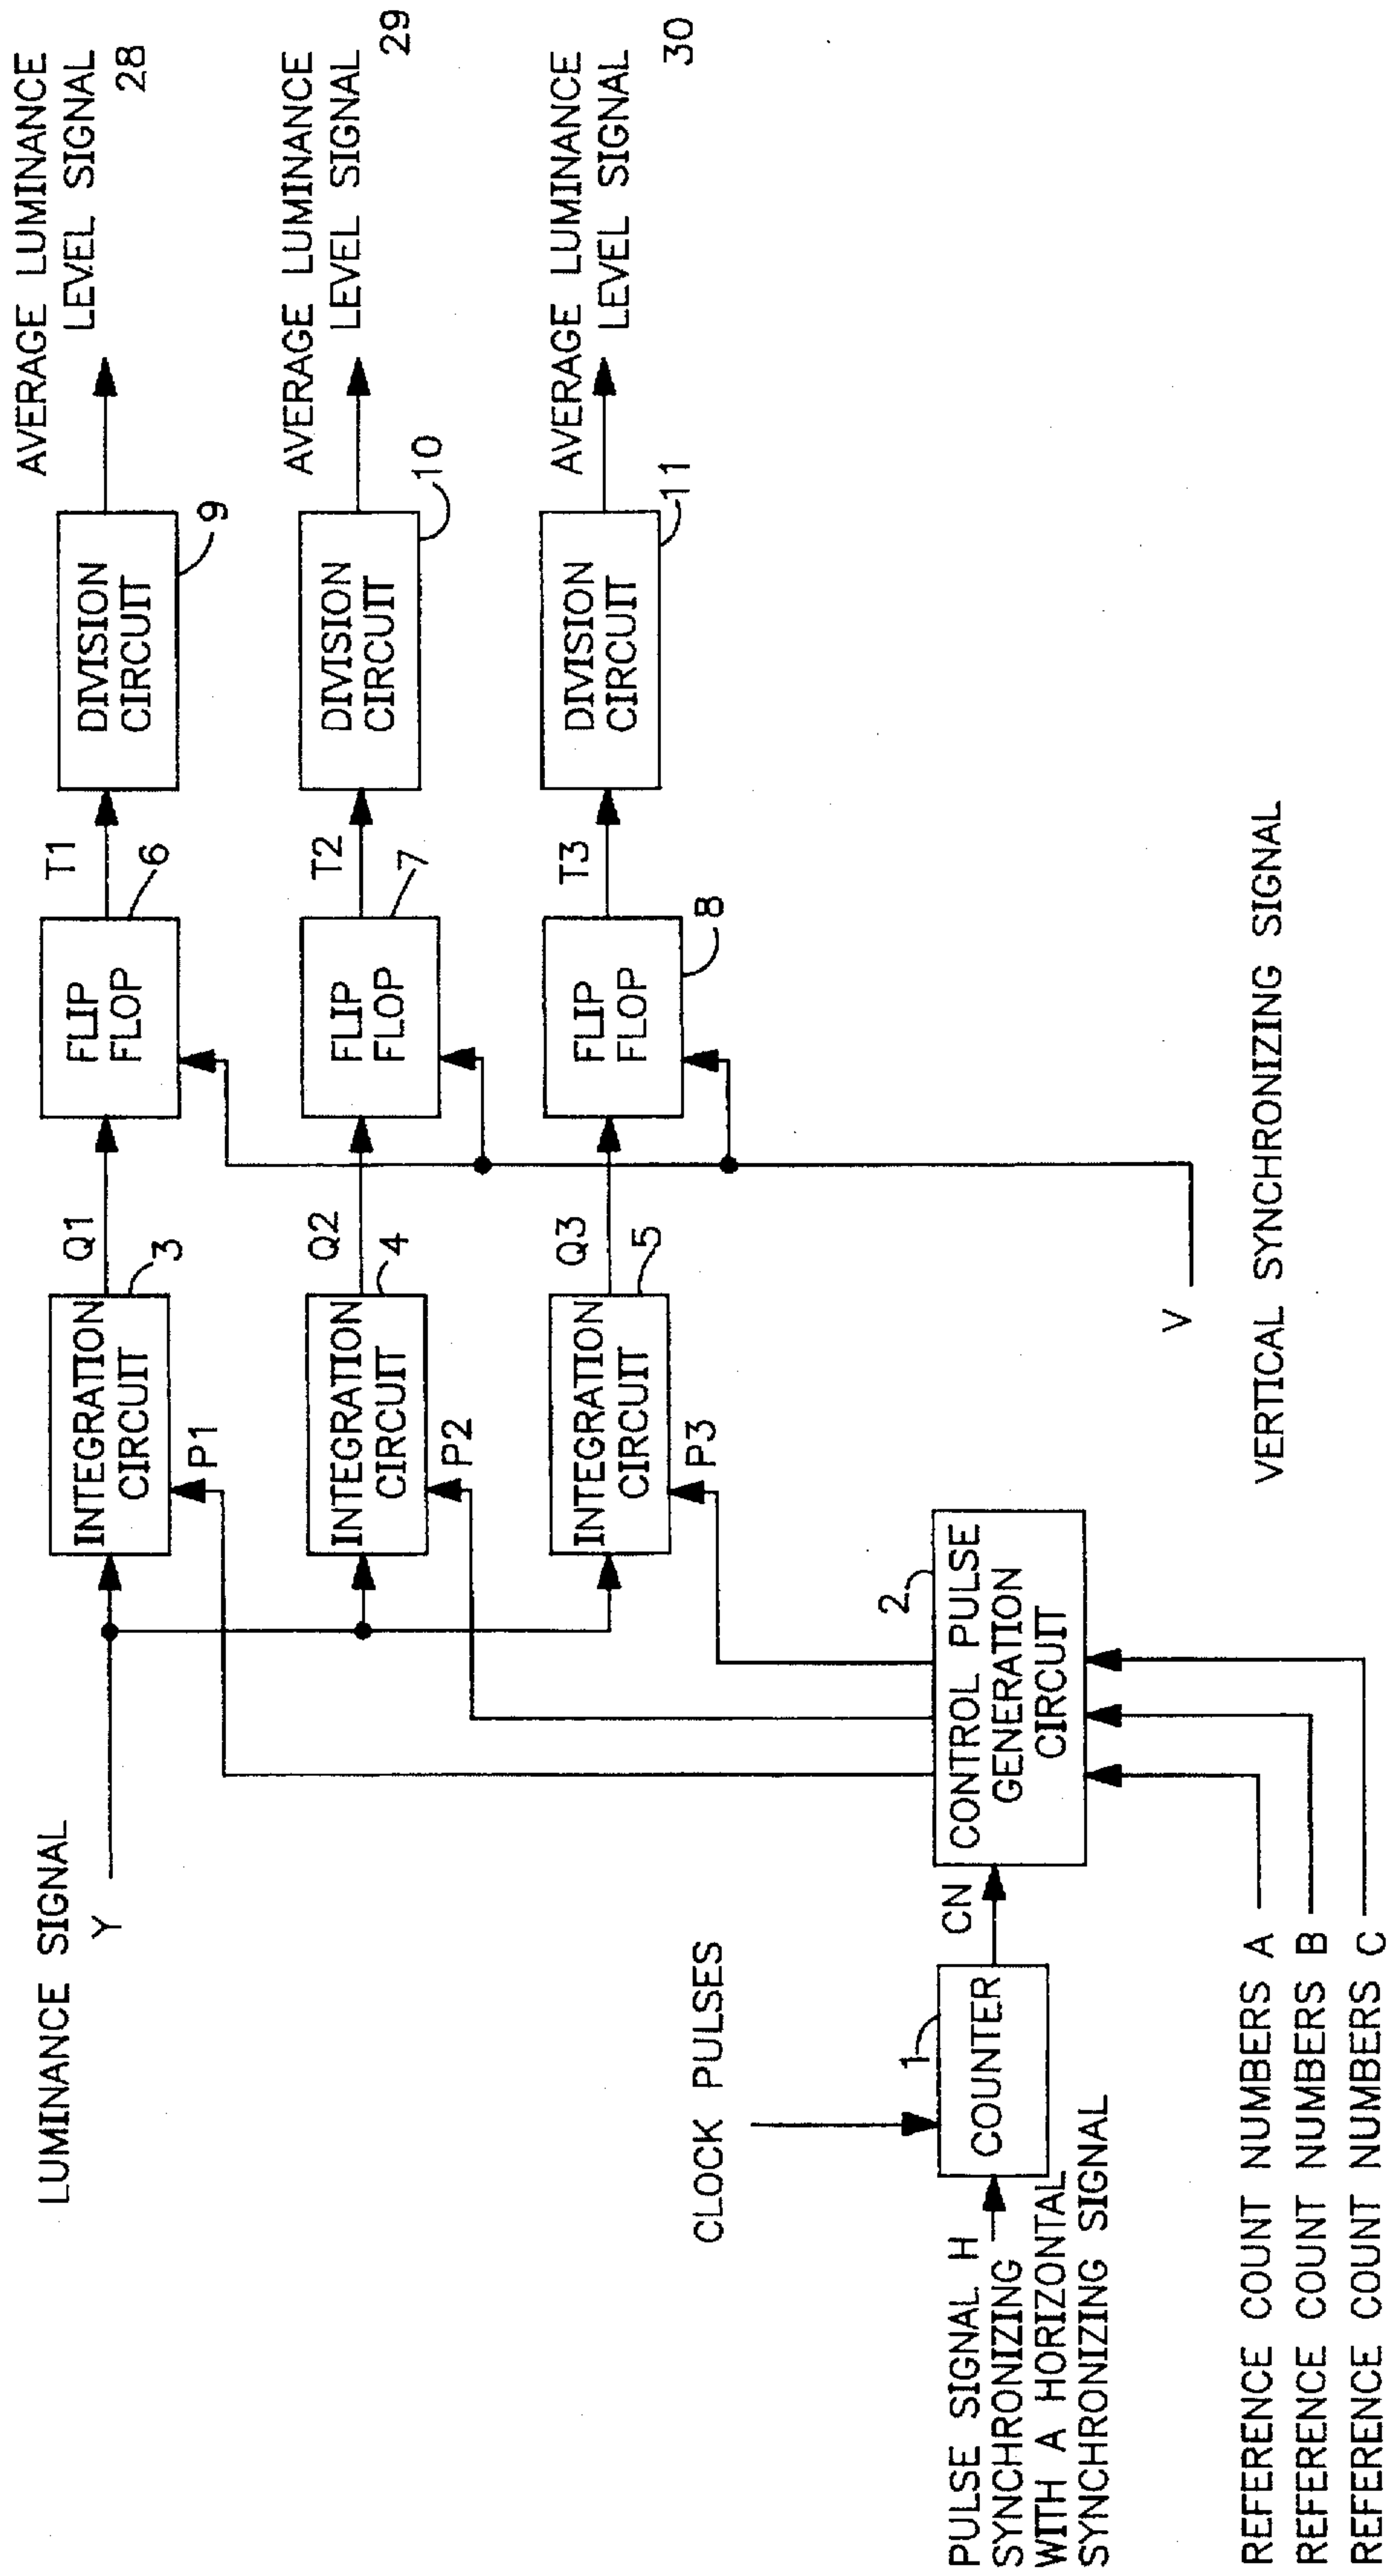 AVERAGE LUMINANCE
LEVEL SIGNAL
28
AVERAGE LUMINANCE
LEVEL SIGNAL
29
AVERAGE LUMINANCE
LEVEL SIGNAL
30
DIVISION
CIRCUIT
9
DIVISION
CIRCUIT
10
DIVISION
CIRCUIT
11
T1
6
T2
7
T3
8
FLIP
FLOP
FLIP
FLOP
FLIP
FLOP
Q1
3
Q2
4
Q3
5
INTEGRATION
CIRCUIT
P1
INTEGRATION
CIRCUIT
P2
INTEGRATION
CIRCUIT
P3
V
VERTICAL SYNCHRONIZING SIGNAL
2
CONTROL PULSE
GENERATION
CIRCUIT
LUMINANCE SIGNAL
Y
CN
CLOCK PULSES
1
COUNTER
PULSE SIGNAL H
SYNCHRONIZING
WITH A HORIZONTAL
SYNCHRONIZING SIGNAL
REFERENCE COUNT NUMBERS A
REFERENCE COUNT NUMBERS B
REFERENCE COUNT NUMBERS C